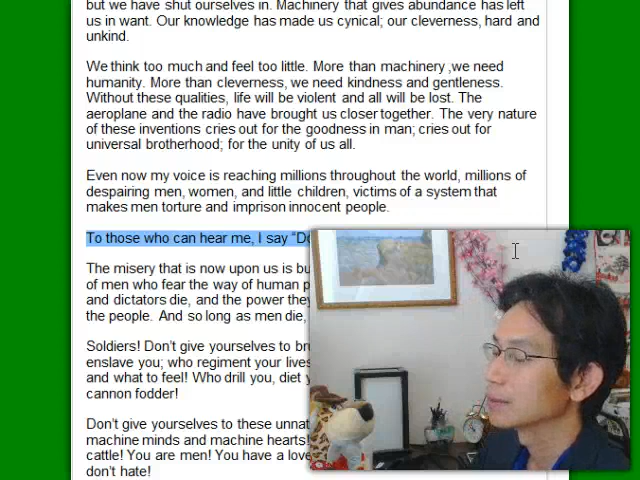 but we have shut ourselves in. Machinery that gives abundance has left
us in want. Our knowledge has made us cynical; our cleverness, hard and
unkind.
We think too much and feel too little. More than machinery ,we need
humanity. More than cleverness, we need kindness and gentleness.
Without these qualities, life will be violent and all will be lost. The
aeroplane and the radio have brought us closer together. The very nature
of these inventions cries out for the goodness in man; cries out for
universal brotherhood; for the unity of us all.
Even now my voice is reaching millions throughout the world, millions of
despairing men, women, and little children, victims of a system that
makes men torture and imprison innocent people.
To those who can hear me, I say “Do
The misery that is now upon us is bu
of men who fear the way of human p
and dictators die, and the power they
the people. And so long as men die,
Soldiers! Don’t give yourselves to bru
enslave you; who regiment your lives
and what to feel! Who drill you, diet y
cannon fodder!
Don’t give yourselves to these unnat
machine minds and machine hearts!
cattle! You are men! You have a love
don’t hate!